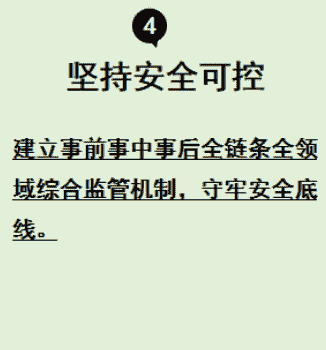 4
坚持安全可控
建立事前事中事后全链条全领
域综合监管机制，守牢安全底
线。